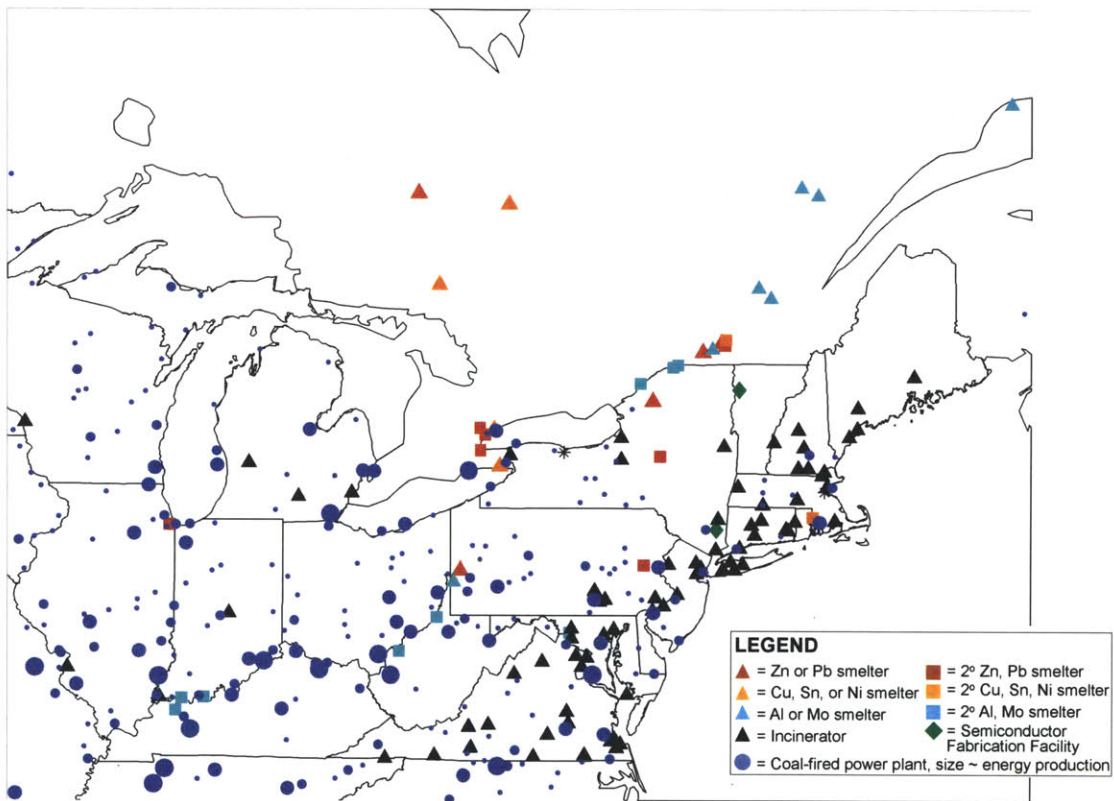 LEGEND
= Zn or Pb smelter
= 2º Zn, Pb smelter
= Cu, Sn, or Ni smelter
= 2º Cu, Sn, Ni smelter
= Al or Mo smelter
= 2º Al, Mo smelter
= Incinerator
= Semiconductor
Fabrication Facility
= Coal-fired power plant, size ~ energy production